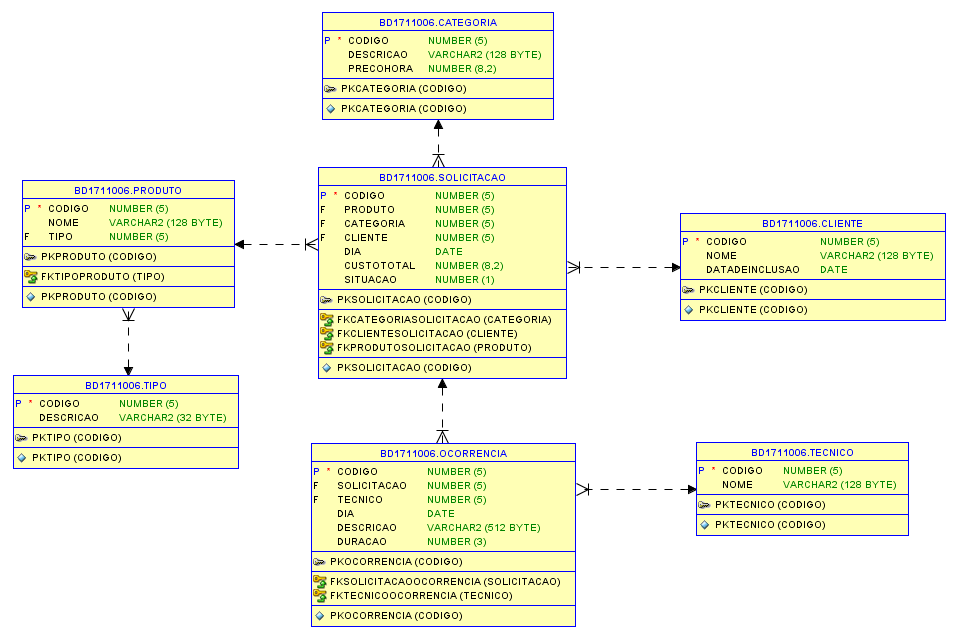 BD1711006.CATEGORIA
P * CODIGO NUMBER (5)
DESCRICAO VARCHAR2 (128 BYTE)
PRECOHORA NUMBER (8,2)
PKCATEGORIA (CODIGO)
PKCATEGORIA (CODIGO)
BD1711006.PRODUTO
P * CODIGO NUMBER (5)
NOME VARCHAR2 (128 BYTE)
F TIPO NUMBER (5)
PKPRODUTO (CODIGO)
FKTIPOPRODUTO (TIPO)
PKPRODUTO (CODIGO)
BD1711006.SOLICITACAO
P * CODIGO NUMBER (5)
F PRODUTO NUMBER (5)
F CATEGORIA NUMBER (5)
F CLIENTE NUMBER (5)
DIA DATE
CUSTOTOTAL NUMBER (8,2)
SITUACAO NUMBER (1)
PKSOLICITACAO (CODIGO)
FKCATEGORIASOLICITACAO (CATEGORIA)
FKCLIENTESOLICITACAO (CLIENTE)
FKPRODUTOSOLICITACAO (PRODUTO)
PKSOLICITACAO (CODIGO)
BD1711006.CLIENTE
P * CODIGO NUMBER (5)
NOME VARCHAR2 (128 BYTE)
DATADEINCLUSAO DATE
PKCLIENTE (CODIGO)
PKCLIENTE (CODIGO)
BD1711006.TIPO
P * CODIGO NUMBER (5)
DESCRICAO VARCHAR2 (32 BYTE)
PKTIPO (CODIGO)
PKTIPO (CODIGO)
BD1711006.OCORRENCIA
P * CODIGO NUMBER (5)
F SOLICITACAO NUMBER (5)
F TECNICO NUMBER (5)
DIA DATE
DESCRICAO VARCHAR2 (512 BYTE)
DURACAO NUMBER (3)
PKOCORRENCIA (CODIGO)
FKSOLICITACAOOCORRENCIA (SOLICITACAO)
FKTECNICOOCORRENCIA (TECNICO)
PKOCORRENCIA (CODIGO)
BD1711006.TECNICO
P * CODIGO NUMBER (5)
NOME VARCHAR2 (128 BYTE)
PKTECNICO (CODIGO)
PKTECNICO (CODIGO)